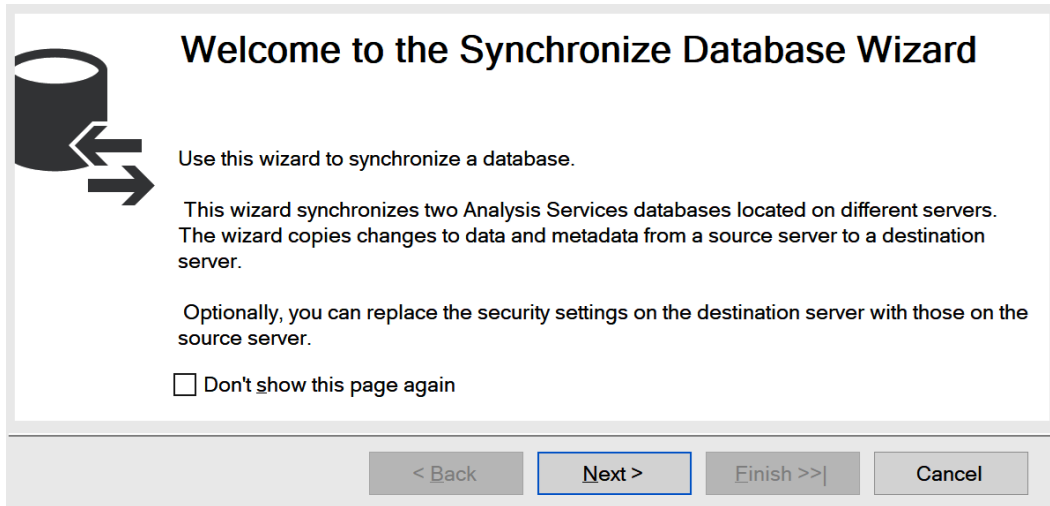 Welcome to the Synchronize Database Wizard
Use this wizard to synchronize a database.
This wizard synchronizes two Analysis Services databases located on different servers.
The wizard copies changes to data and metadata from a source server to a destination
server.
Optionally, you can replace the security settings on the destination server with those on the
source server.
Don't show this page again
< Back
Next >
Finish >>|
Cancel